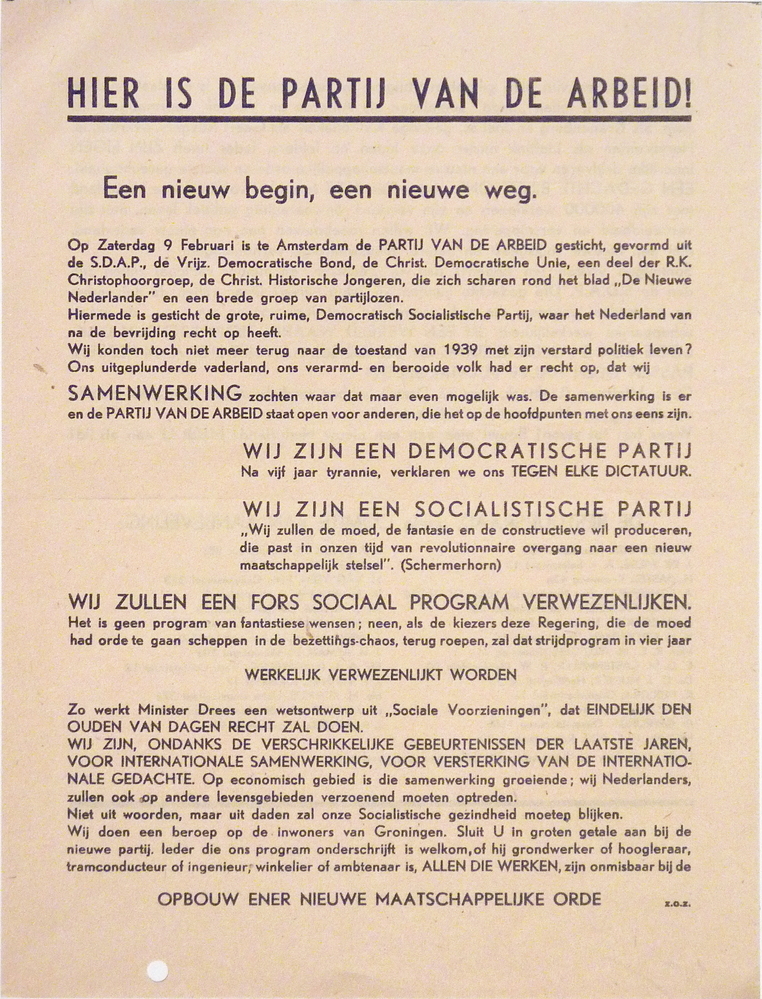 HIER IS DE PARTIJ VAN DE ARBEID!
Een nieuw begin, een nieuwe weg.
Op Zaterdag 9 Februari is te Amsterdam de PARTIJ VAN DE ARBEID gesticht, gevormd uit
de S.D.A.P., de Vrijz. Democratische Bond, de Christ. Democratische Unie, een deel der R.K.
Christophoorgroep, de Christ. Historische Jongeren, die zich scharen rond het blad „De Nieuwe
Nederlander” en een brede groep van partijlozen.
Hiermede is gesticht de grote, ruime, Democratisch Socialistische Partij, waar het Nederland van
na de bevrijding recht op heeft.
Wij konden toch niet meer terug naar de toestand van 1939 met zijn verstard politiek leven?
Ons uitgeplunderde vaderland, ons verarmd- en berooide volk had er recht op, dat wij
SAMENWERKING zochten waar dat maar even mogelijk was. De samenwerking is er
en de PARTIJ VAN DE ARBEID staat open voor anderen, die het op de hoofdpunten met ons eens zijn.
WIJ ZIJN EEN DEMOCRATISCHE PARTIJ
Na vijf jaar tyrannie, verklaren we ons TEGEN ELKE DICTATUUR.
WIJ ZIJN EEN SOCIALISTISCHE PARTIJ
„Wij zullen de moed, de fantasie en de constructieve wil produceren,
die past in onzen tijd van revolutionnaire overgang naar een nieuw
maatschappelijk stelsel”. (Schermerhorn)
WIJ ZULLEN EEN FORS SOCIAAL PROGRAM VERWEZENLIJKEN.
Het is geen program van fantastiese wensen; neen, als de kiezers deze Regering, die de moed
had orde te gaan scheppen in de bezettings-chaos, terug roepen, zal dat strijdprogram in vier jaar
WERKELIJK VERWEZENLIJKT WORDEN
Zo werkt Minister Drees een wetsontwerp uit „Sociale Voorzieningen”, dat EINDELIJK DEN
OUDEN VAN DAGEN RECHT ZAL DOEN.
WIJ ZIJN, ONDANKS DE VERSCHRIKKELIJKE GEBEURTENISSEN DER LAATSTE JAREN,
VOOR INTERNATIONALE SAMENWERKING, VOOR VERSTERKING VAN DE INTERNATIO-
NALE GEDACHTE. Op economisch gebied is die samenwerking groeiende; wij Nederlanders,
zullen ook op andere levensgebieden verzoenend moeten optreden.
Niet uit woorden, maar uit daden zal onze Socialistische gezindheid moeten blijken.
Wij doen een beroep op de inwoners van Groningen. Sluit U in groten getale aan bij de
nieuwe partij. Ieder die ons program onderschrijft is welkom, of hij grondwerker of hoogleraar,
tramconducteur of ingenieur, winkelier of ambtenaar is, ALLEN DIE WERKEN, zijn onmisbaar bij de
OPBOUW ENER NIEUWE MAATSCHAPPELIJKE ORDE
z.o.z.